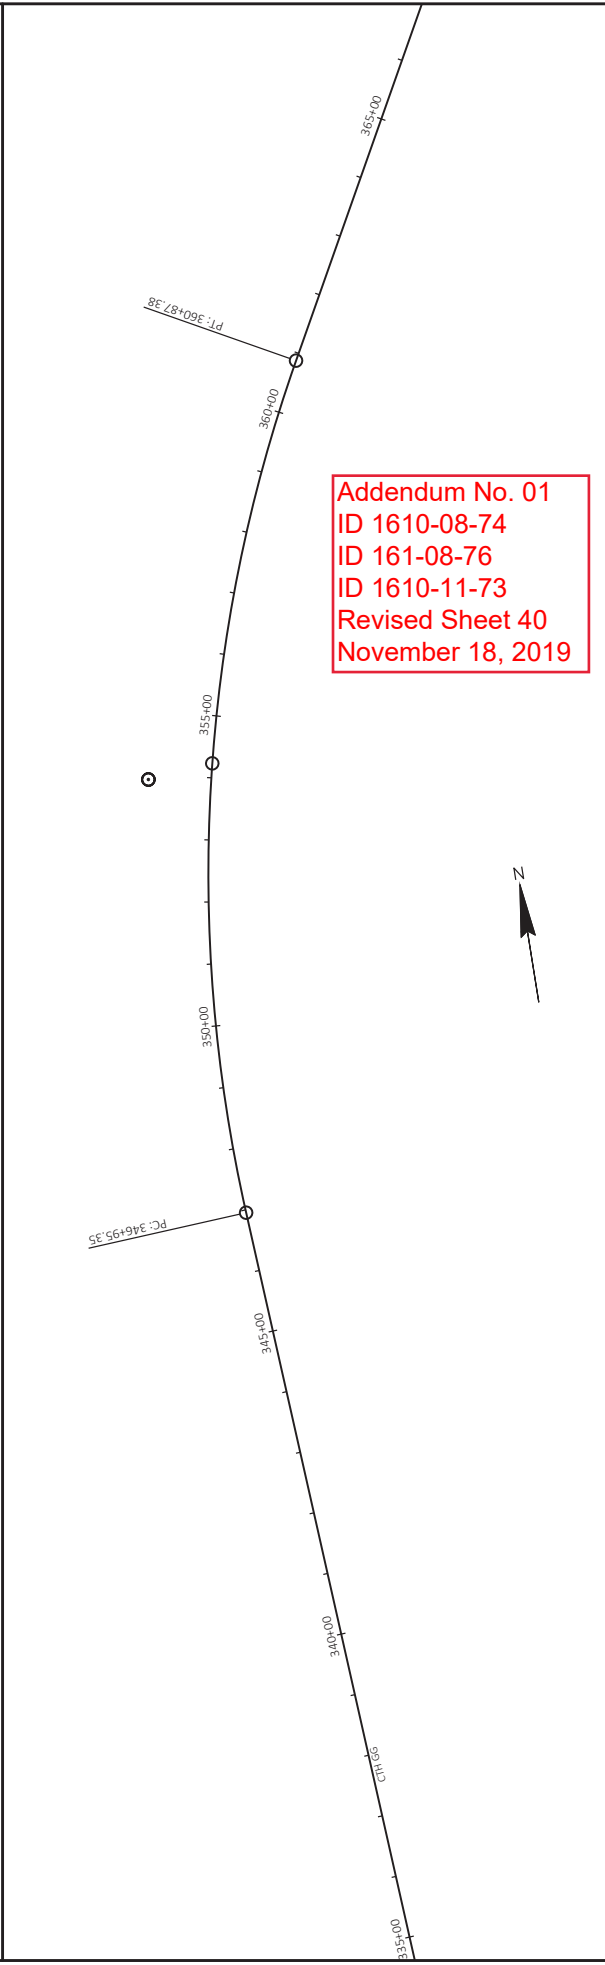 365+00
PT: 360+87.38
360+00
Addendum No. 01
ID 1610-08-74
ID 161-08-76
ID 1610-11-73
Revised Sheet 40
November 18, 2019
355+00
N
350+00
PC: 346+95.35
345+00
340+00
CTH GG
335+00